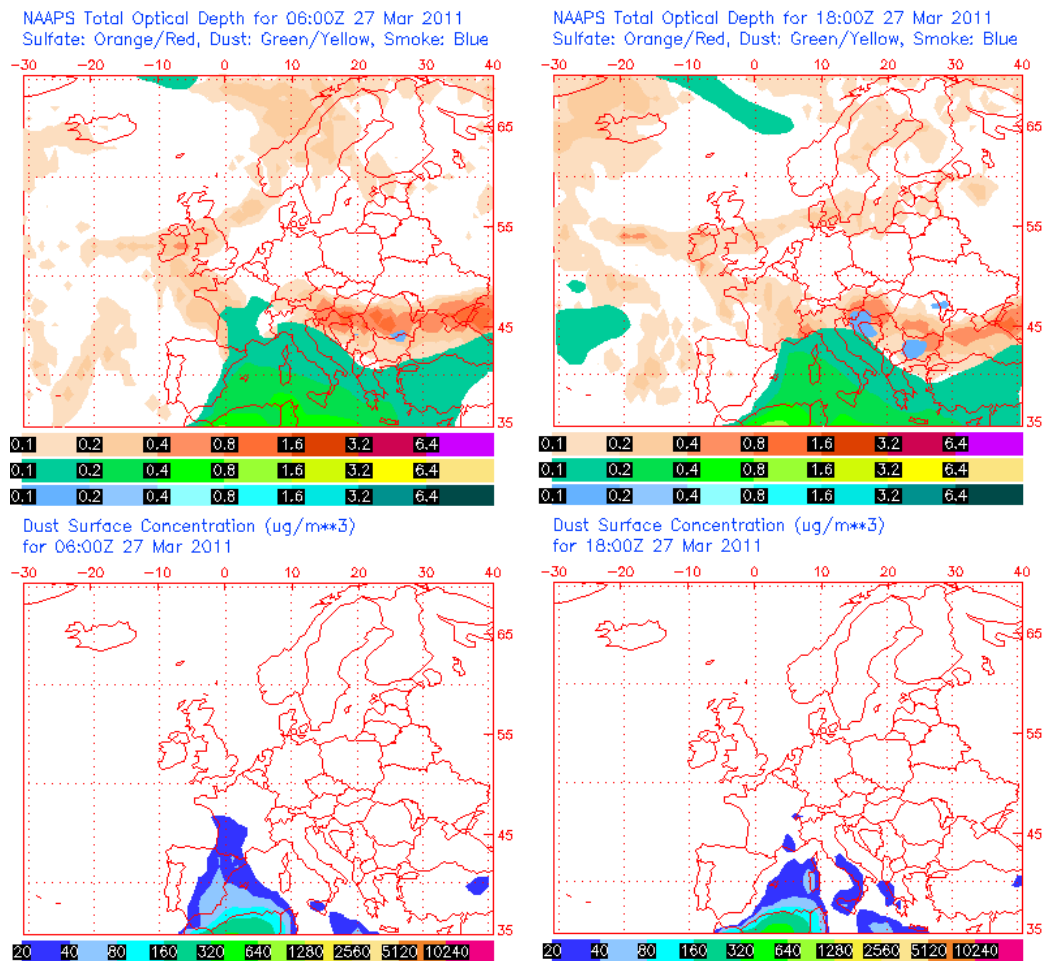 NAAPS Total Optical Depth for 06:00Z 27 Mar 2011
Sulfate: Orange/Red, Dust: Green/Yellow, Smoke: Blue
-30 -20 -10 0 10 20 30 40
65
55
45
35
0.1 0.2 0.4 0.8 1.6 3.2 6.4
0.1 0.2 0.4 0.8 1.6 3.2 6.4
0.1 0.2 0.4 0.8 1.6 3.2 6.4
NAAPS Total Optical Depth for 18:00Z 27 Mar 2011
Sulfate: Orange/Red, Dust: Green/Yellow, Smoke: Blue
-30 -20 -10 0 10 20 30 40
65
55
45
35
0.1 0.2 0.4 0.8 1.6 3.2 6.4
0.1 0.2 0.4 0.8 1.6 3.2 6.4
0.1 0.2 0.4 0.8 1.6 3.2 6.4
Dust Surface Concentration (ug/m**3)
for 06:00Z 27 Mar 2011
-30 -20 -10 0 10 20 30 40
65
55
45
35
20 40 80 160 320 640 1280 2560 5120 10240
Dust Surface Concentration (ug/m**3)
for 18:00Z 27 Mar 2011
-30 -20 -10 0 10 20 30 40
65
55
45
35
20 40 80 160 320 640 1280 2560 5120 10240